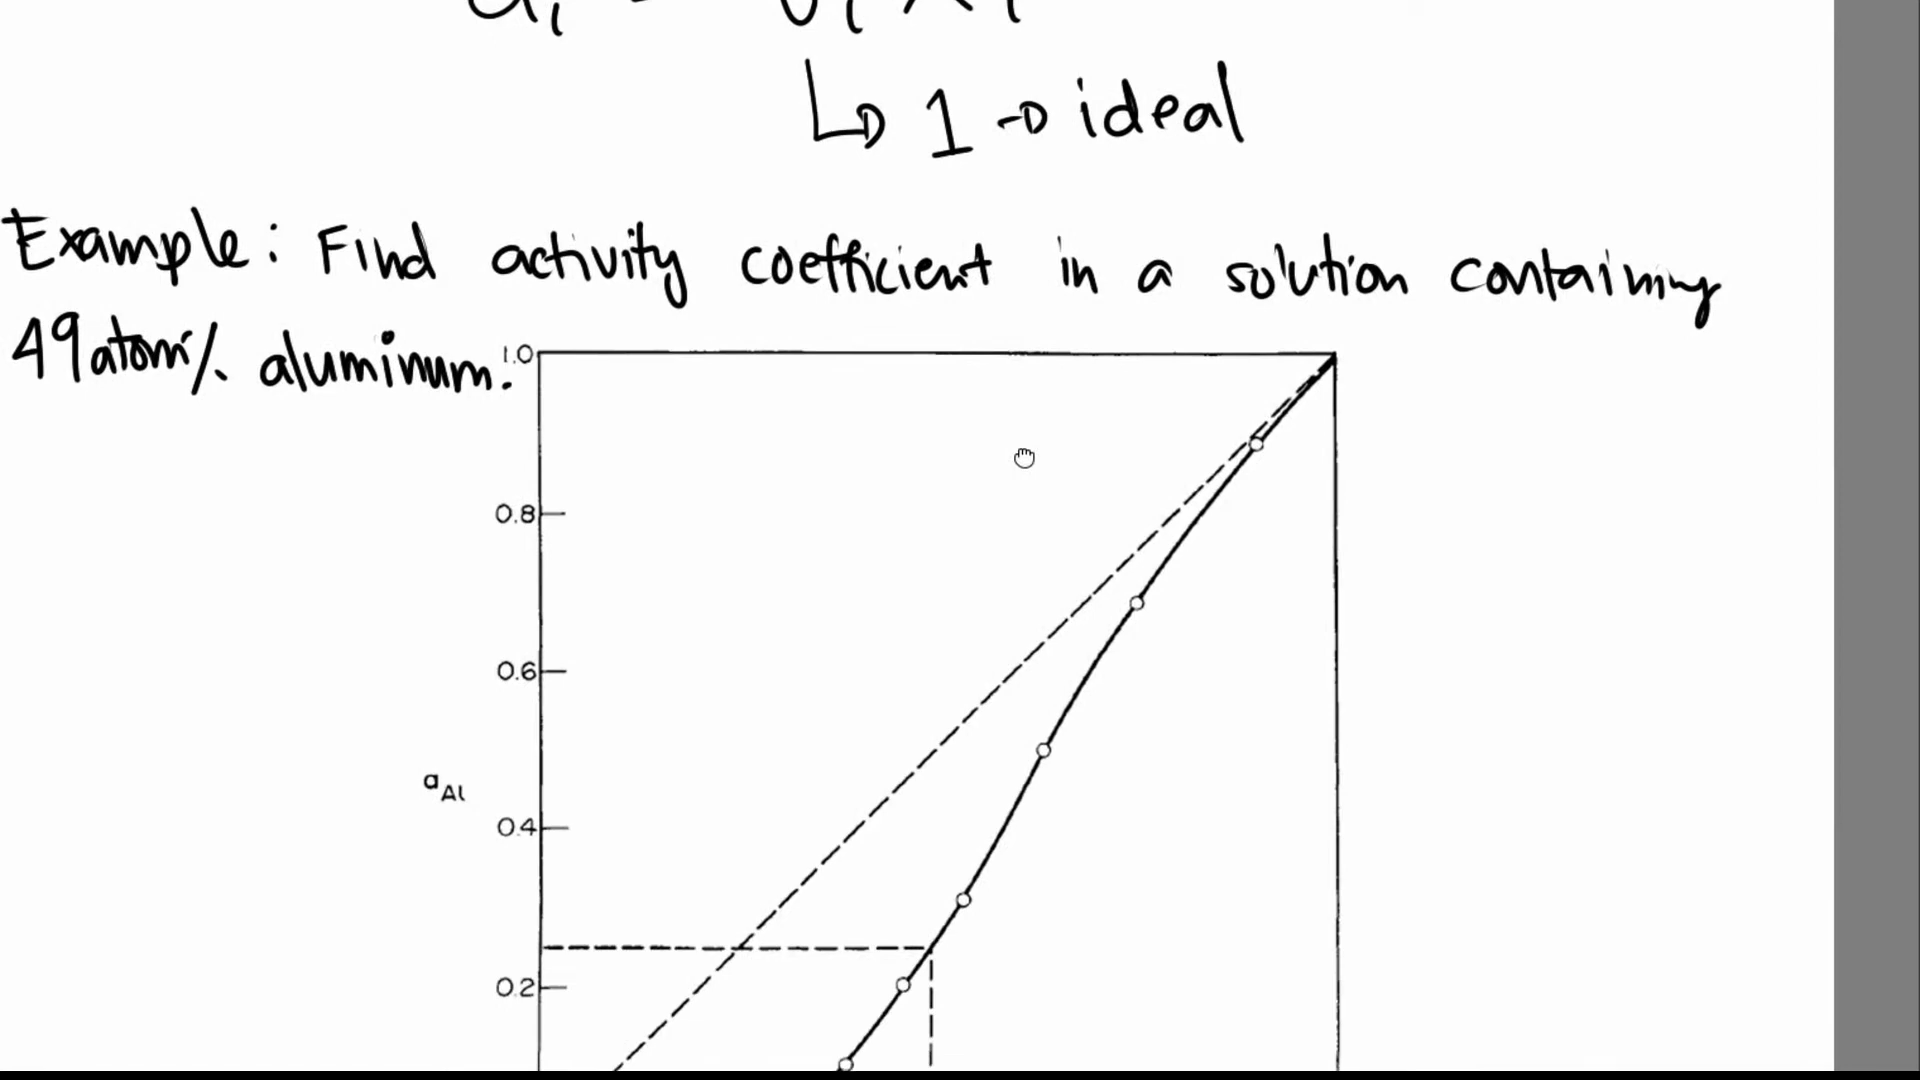 ↳ 1 → ideal
Example: Find activity coefficient in a solution containing
49 atom% aluminum.
1.0
0.8
0.6
a_Al
0.4
0.2